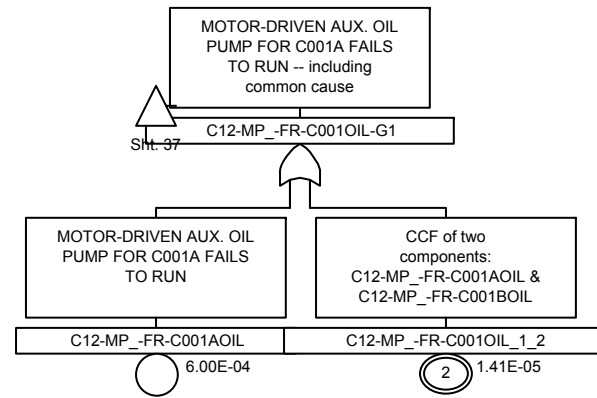 MOTOR-DRIVEN AUX. OIL
PUMP FOR C001A FAILS
TO RUN -- including
common cause
C12-MP_-FR-C001OIL-G1
Sht. 37
MOTOR-DRIVEN AUX. OIL
PUMP FOR C001A FAILS
TO RUN
C12-MP_-FR-C001AOIL
6.00E-04
CCF of two
components:
C12-MP_-FR-C001AOIL &
C12-MP_-FR-C001BOIL
C12-MP_-FR-C001OIL_1_2
2
1.41E-05